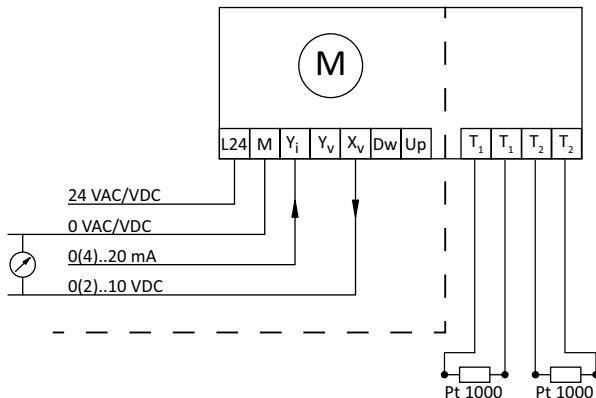 M
L24 M Yi Yv Xv Dw Up T1 T1 T2 T2
24 VAC/VDC
0 VAC/VDC
0(4)..20 mA
0(2)..10 VDC
Pt 1000 Pt 1000